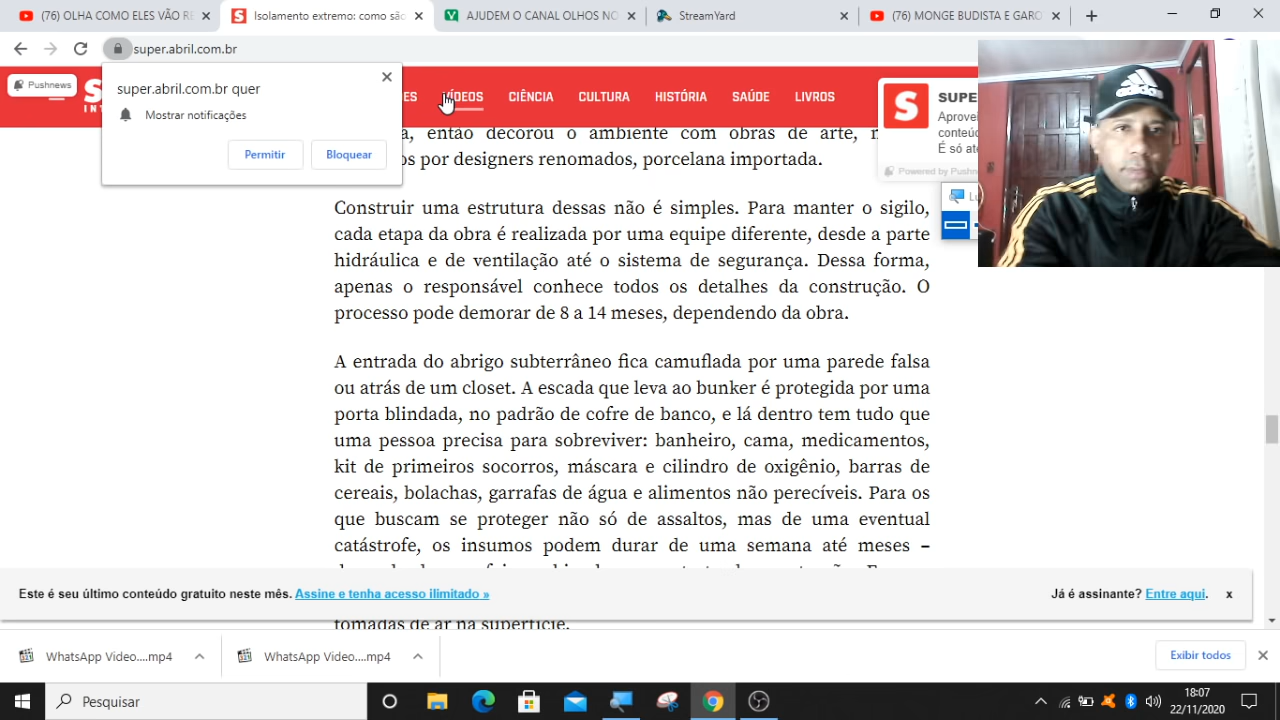 (76) OLHA COMO ELES VÃO RE
Isolamento extremo: como sã
AJUDEM O CANAL OLHOS NO
StreamYard
(76) MONGE BUDISTA E GARO
super.abril.com.br
Pushnews
super.abril.com.br quer
Mostrar notificações
Permitir
Bloquear
VÍDEOS
CIÊNCIA
CULTURA
HISTÓRIA
SAÚDE
LIVROS
SUPE
Aprovei
conteúd
É só at
Powered by Pushn
então decorou o ambiente com obras de arte,
os por designers renomados, porcelana importada.
Construir uma estrutura dessas não é simples. Para manter o sigilo,
cada etapa da obra é realizada por uma equipe diferente, desde a parte
hidráulica e de ventilação até o sistema de segurança. Dessa forma,
apenas o responsável conhece todos os detalhes da construção. O
processo pode demorar de 8 a 14 meses, dependendo da obra.
A entrada do abrigo subterrâneo fica camuflada por uma parede falsa
ou atrás de um closet. A escada que leva ao bunker é protegida por uma
porta blindada, no padrão de cofre de banco, e lá dentro tem tudo que
uma pessoa precisa para sobreviver: banheiro, cama, medicamentos,
kit de primeiros socorros, máscara e cilindro de oxigênio, barras de
cereais, bolachas, garrafas de água e alimentos não perecíveis. Para os
que buscam se proteger não só de assaltos, mas de uma eventual
catástrofe, os insumos podem durar de uma semana até meses –
Este é seu último conteúdo gratuito neste mês. Assine e tenha acesso ilimitado »
Já é assinante? Entre aqui. x
tomadas de ar na superfície.
WhatsApp Video....mp4
WhatsApp Video....mp4
Exibir todos
Pesquisar
18:07
22/11/2020